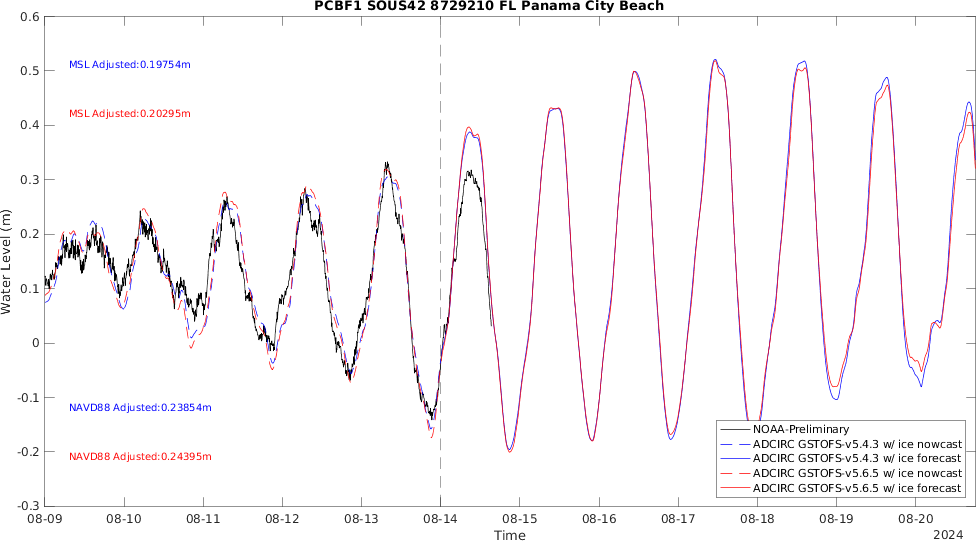 PCBF1 SOUS42 8729210 FL Panama City Beach
0.6
0.5
0.4
0.3
0.2
0.1
0
-0.1
-0.2
-0.3
Water Level (m)
MSL Adjusted:0.19754m
MSL Adjusted:0.20295m
NAVD88 Adjusted:0.23854m
NAVD88 Adjusted:0.24395m
NOAA-Preliminary
ADCIRC GSTOFS-v5.4.3 w/ ice nowcast
ADCIRC GSTOFS-v5.4.3 w/ ice forecast
ADCIRC GSTOFS-v5.6.5 w/ ice nowcast
ADCIRC GSTOFS-v5.6.5 w/ ice forecast
08-09 08-10 08-11 08-12 08-13 08-14 08-15 08-16 08-17 08-18 08-19 08-20
Time
2024